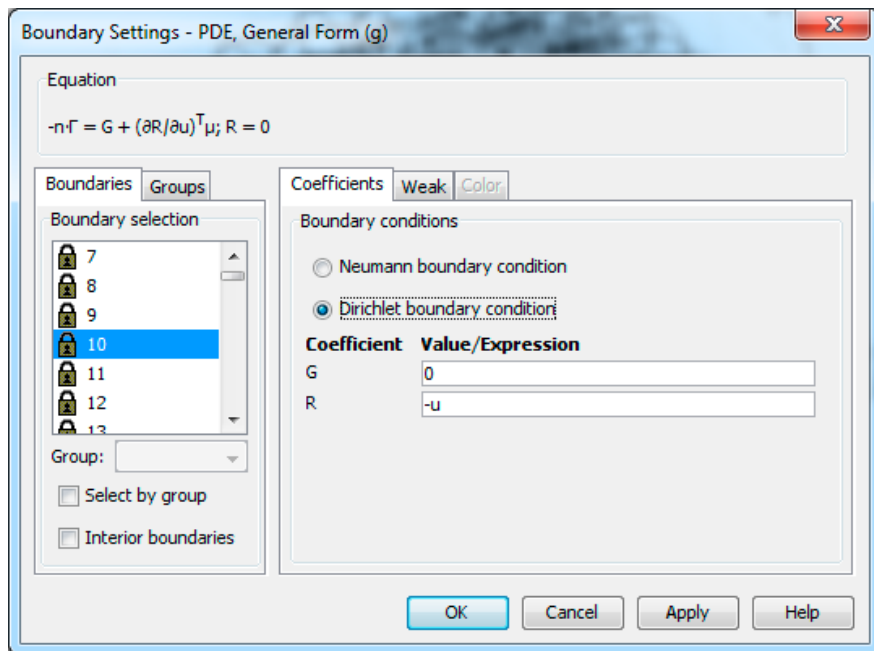 Boundary Settings - PDE, General Form (g)
Equation
-n·Γ = G + (∂R/∂u)ᵀμ; R = 0
Boundaries Groups
Boundary selection
7
8
9
10
11
12
13
Group:
Select by group
Interior boundaries
Coefficients Weak Color
Boundary conditions
Neumann boundary condition
Dirichlet boundary condition
Coefficient Value/Expression
G 0
R -u
OK Cancel Apply Help